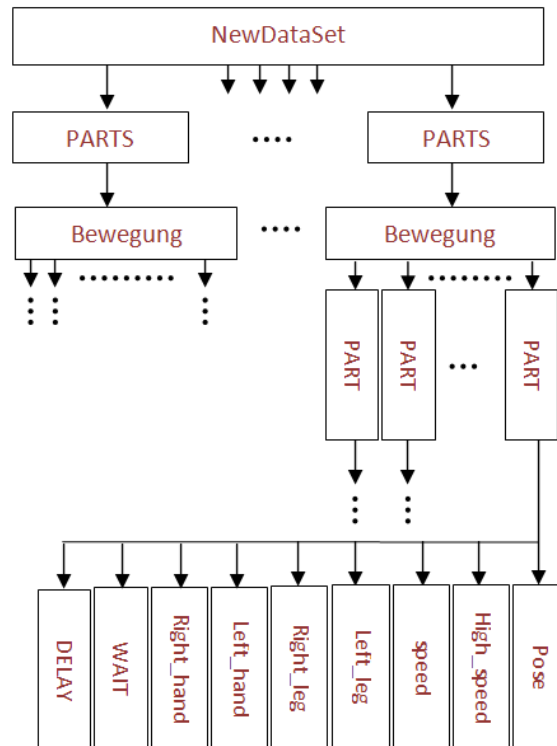 NewDataSet
PARTS
PARTS
Bewegung
Bewegung
PART
PART
PART
DELAY
WAIT
Right_hand
Left_hand
Right_leg
Left_leg
speed
High_speed
Pose